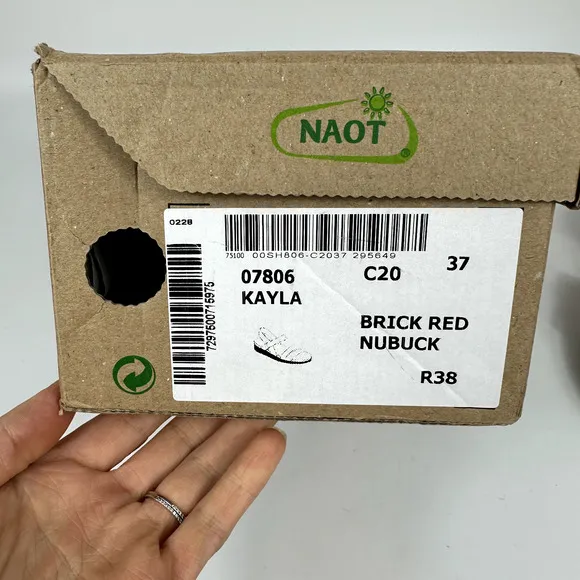 NAOT
0228
75100 00SH806-C2037 295649
07806 C20 37
KAYLA
BRICK RED
NUBUCK
R38
7297600716975